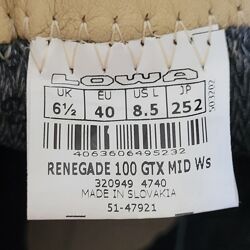 LOWA
UK EU US L JP
6½ 40 8.5 252
503202
4063606495232
RENEGADE 100 GTX MID Ws
320949 4740
MADE IN SLOVAKIA
51-47921